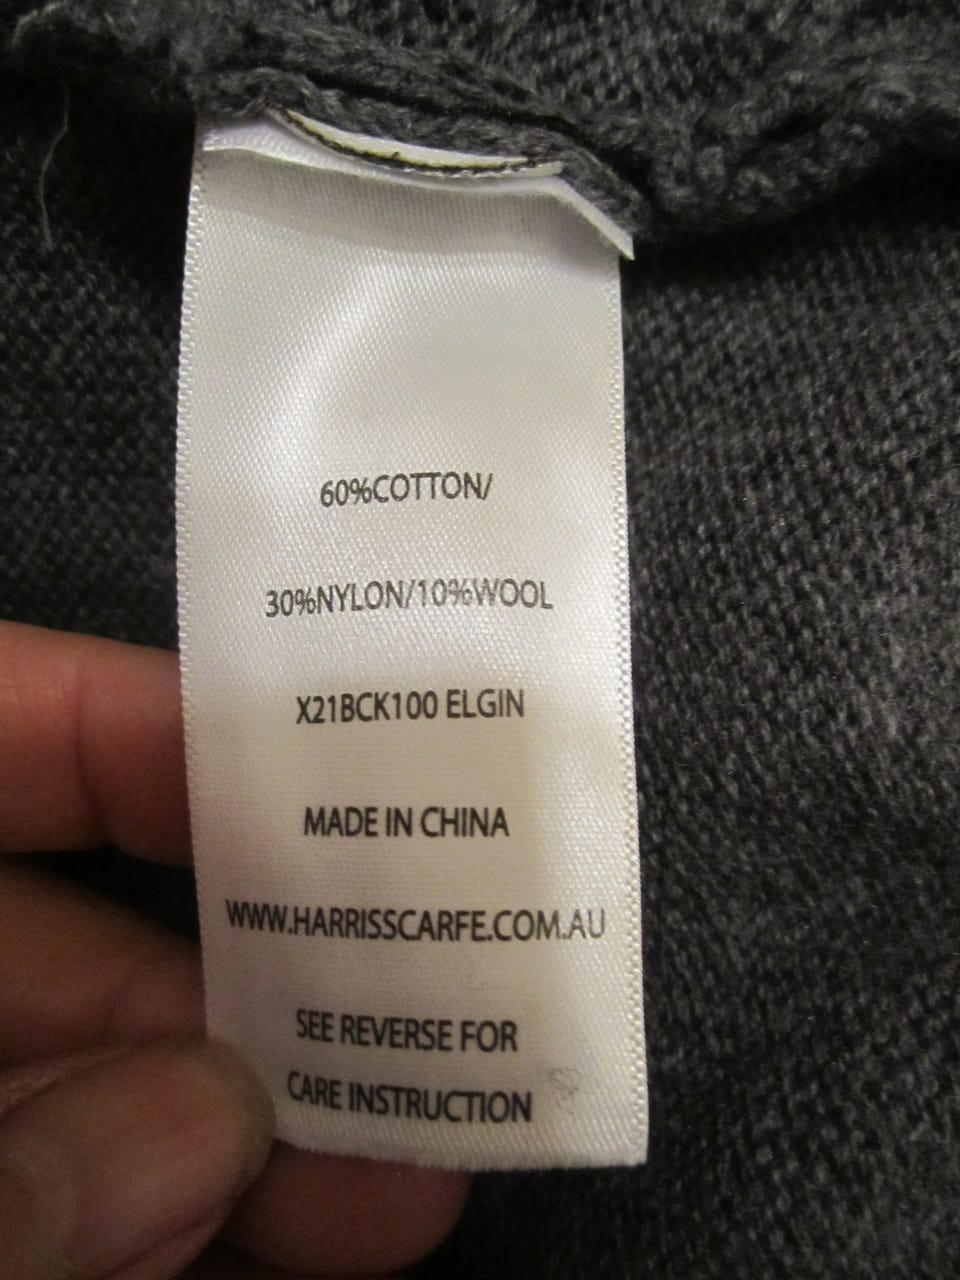 60%COTTON/
30%NYLON/10%WOOL
X21BCK100 ELGIN
MADE IN CHINA
WWW.HARRISSCARFE.COM.AU
SEE REVERSE FOR
CARE INSTRUCTION